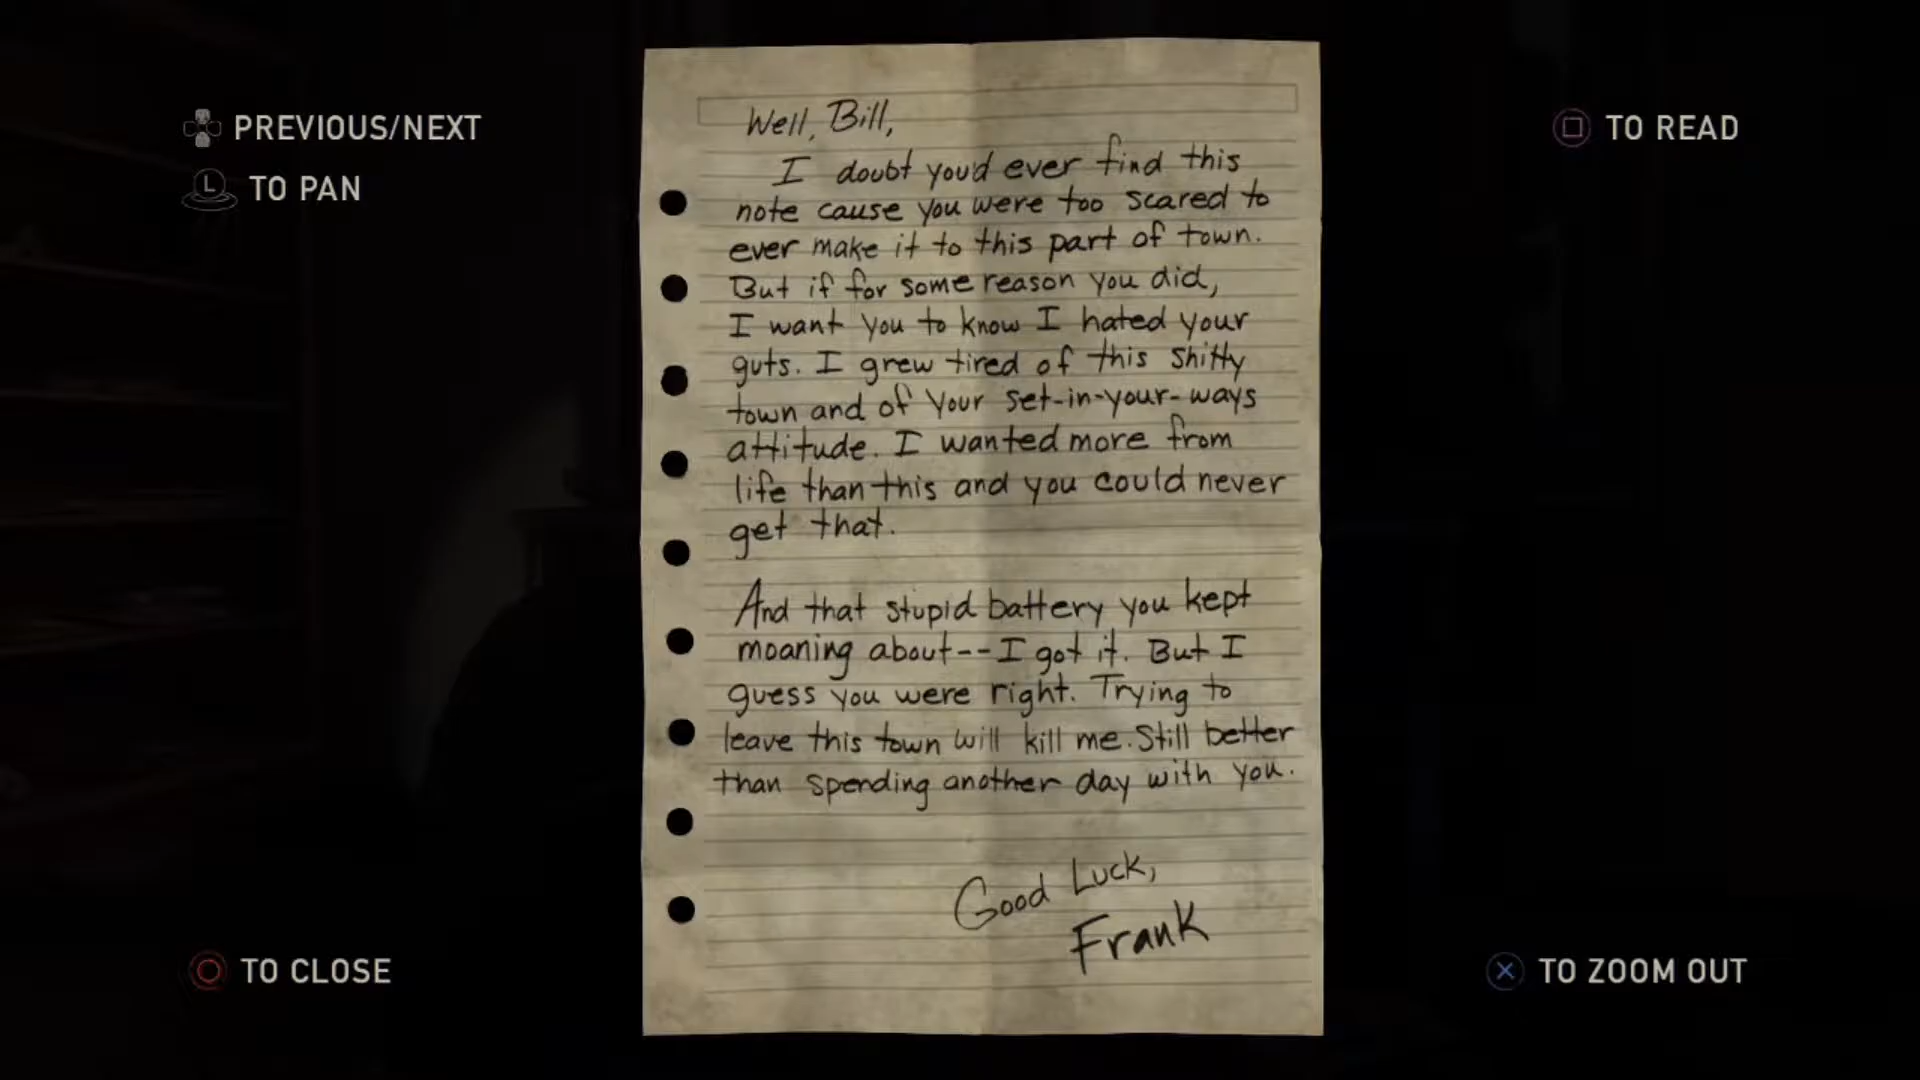 PREVIOUS/NEXT
L TO PAN
TO READ
Well, Bill,
I doubt you'd ever find this
note cause you were too scared to
ever make it to this part of town.
But if for some reason you did,
I want you to know I hated your
guts. I grew tired of this shitty
town and of your set-in-your-ways
attitude. I wanted more from
life than this and you could never
get that.
And that stupid battery you kept
moaning about--I got it. But I
guess you were right. Trying to
leave this town will kill me. Still better
than spending another day with you.
Good Luck,
Frank
TO CLOSE
TO ZOOM OUT